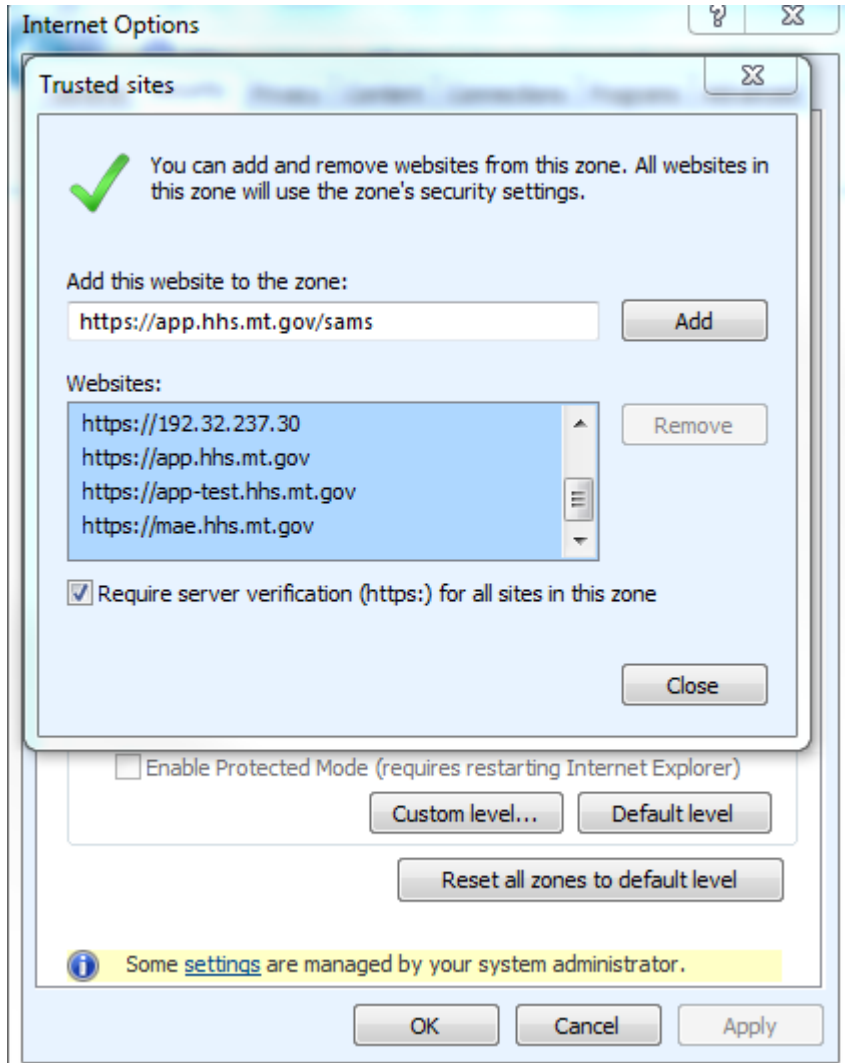 Internet Options
Trusted sites
You can add and remove websites from this zone. All websites in
this zone will use the zone's security settings.
Add this website to the zone:
https://app.hhs.mt.gov/sams
Add
Websites:
https://192.32.237.30
Remove
https://app.hhs.mt.gov
https://app-test.hhs.mt.gov
https://mae.hhs.mt.gov
Require server verification (https:) for all sites in this zone
Close
Enable Protected Mode (requires restarting Internet Explorer)
Custom level... Default level
Reset all zones to default level
Some settings are managed by your system administrator.
OK Cancel Apply